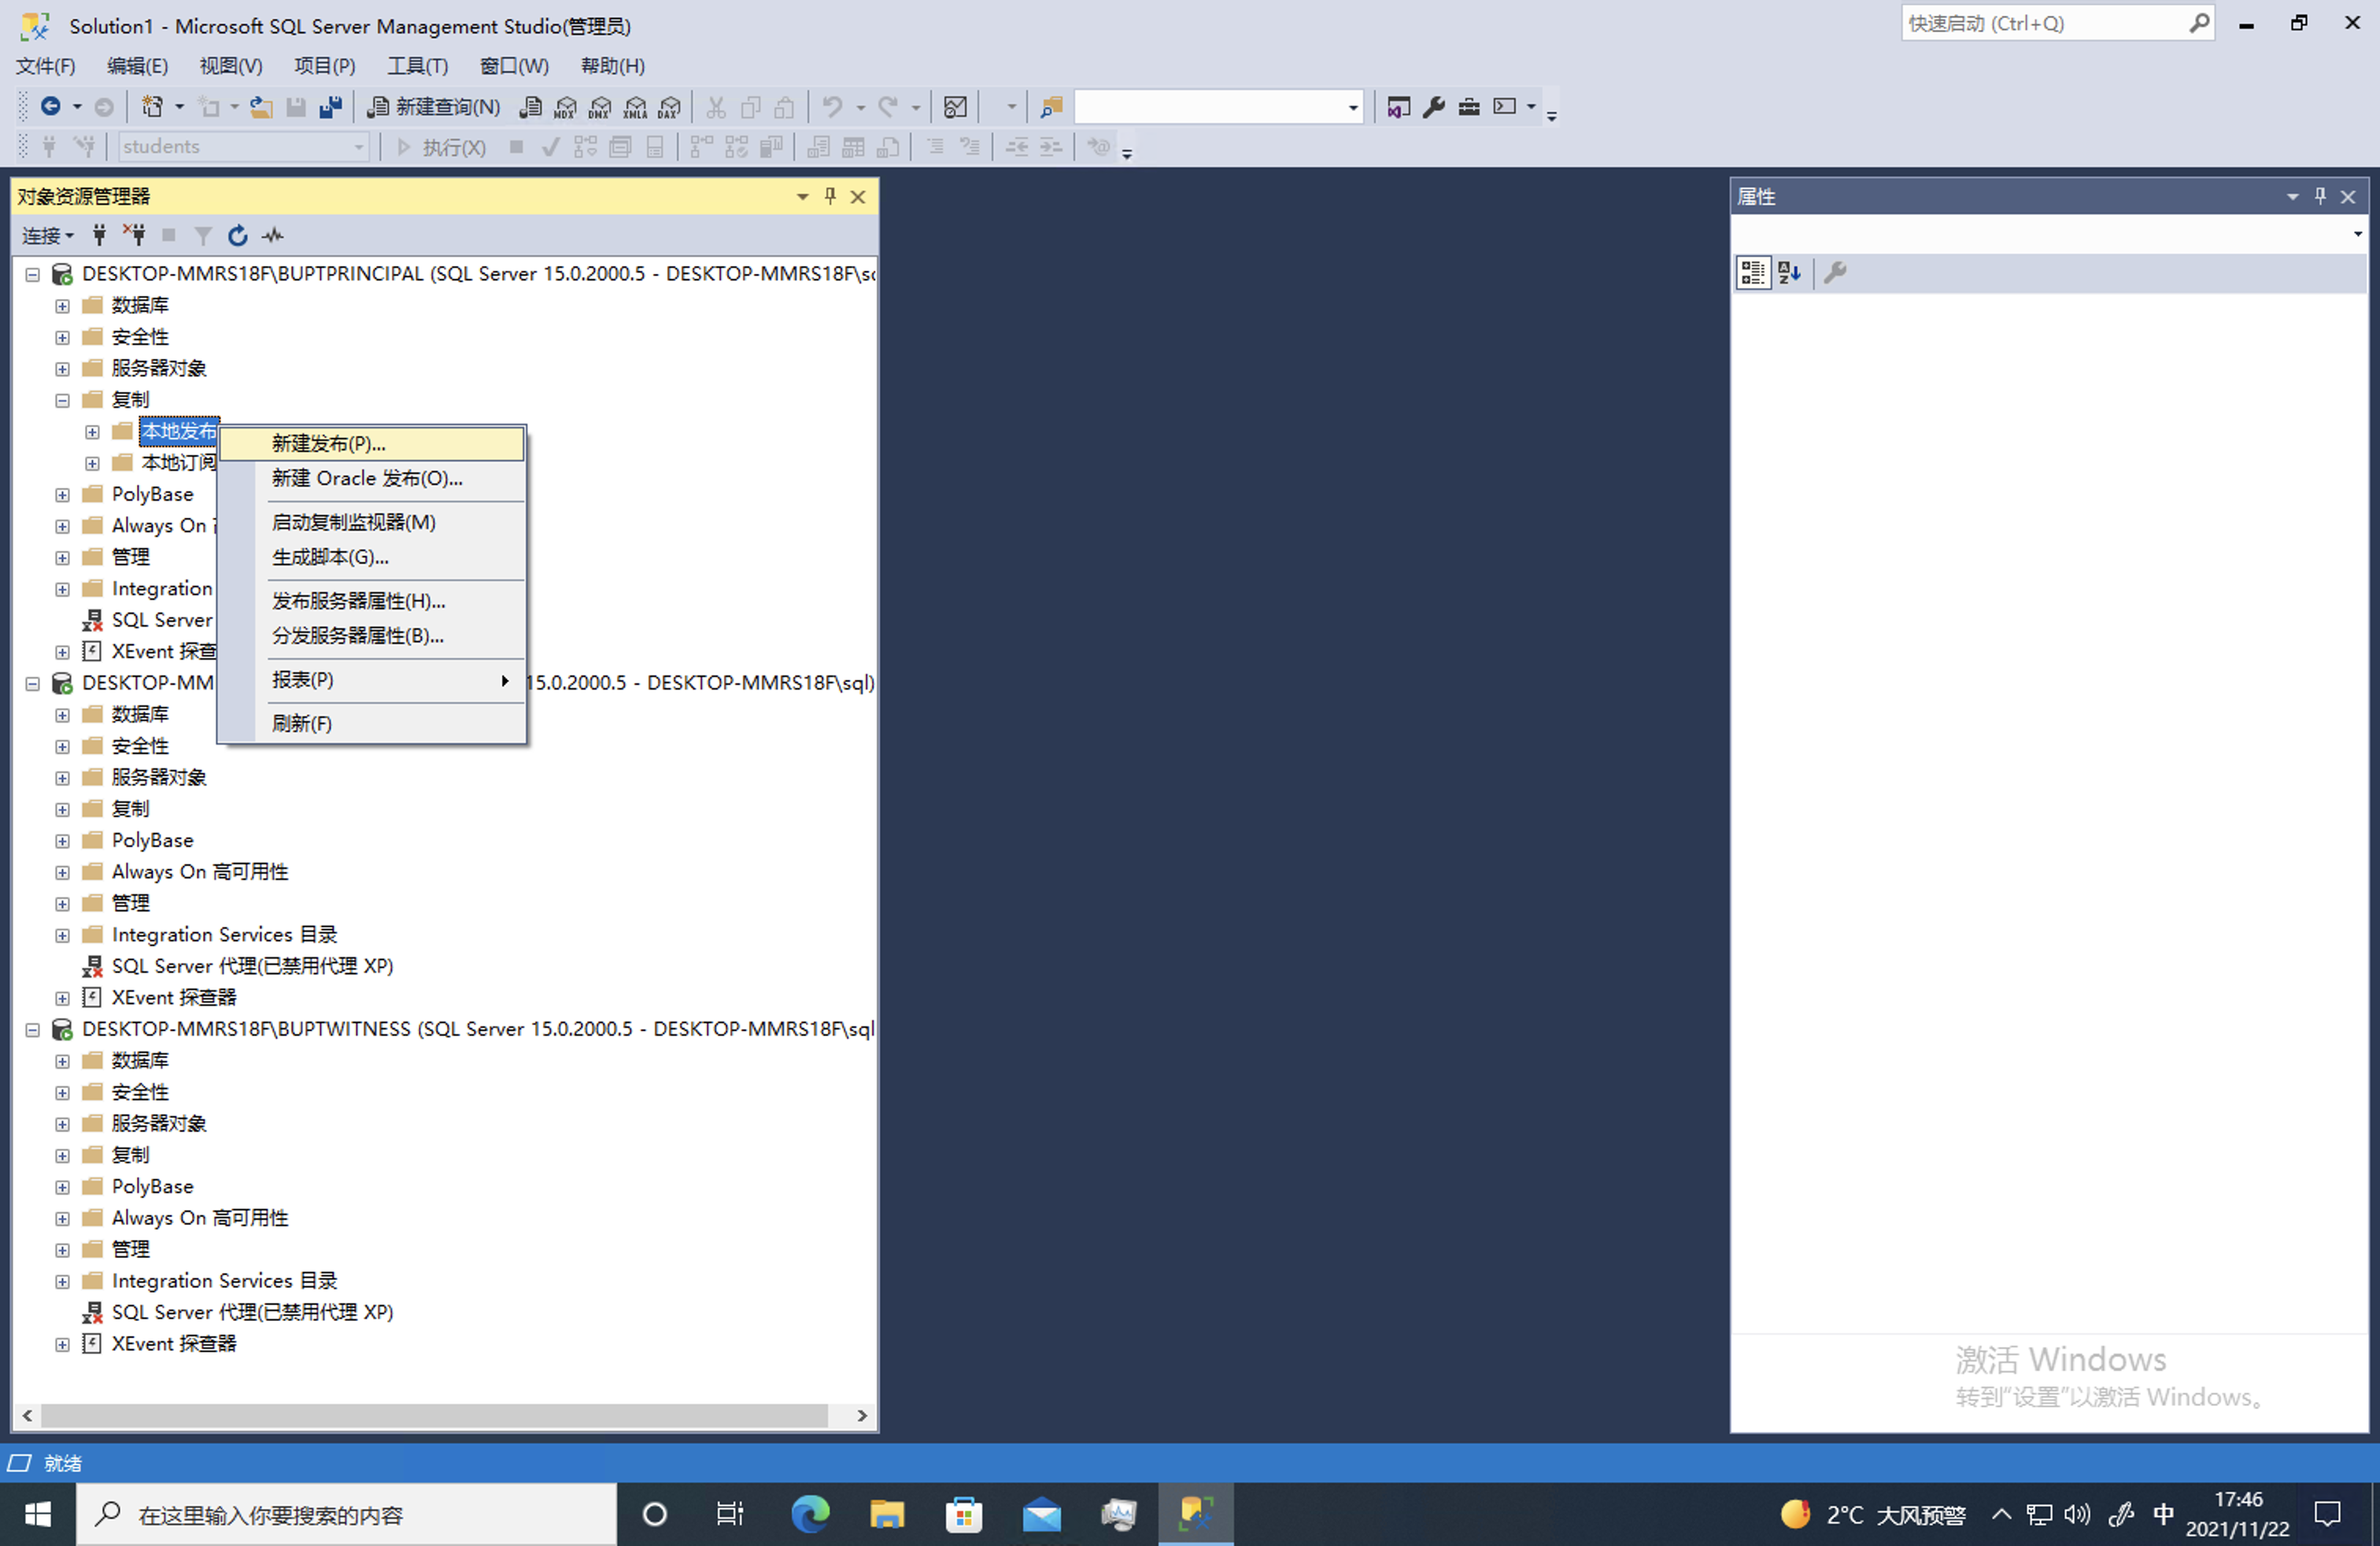 Solution1 - Microsoft SQL Server Management Studio(管理员)
快速启动 (Ctrl+Q)
文件(F) 编辑(E) 视图(V) 项目(P) 工具(T) 窗口(W) 帮助(H)
新建查询(N) MDX DMX XMLA DAX
students 执行(X)
对象资源管理器
连接
DESKTOP-MMRS18F\BUPTPRINCIPAL (SQL Server 15.0.2000.5 - DESKTOP-MMRS18F\sc
数据库
安全性
服务器对象
复制
本地发布
本地订阅
PolyBase
Always On
管理
Integration
SQL Server
XEvent 探查
新建发布(P)...
新建 Oracle 发布(O)...
启动复制监视器(M)
生成脚本(G)...
发布服务器属性(H)...
分发服务器属性(B)...
报表(P)
刷新(F)
DESKTOP-MM 15.0.2000.5 - DESKTOP-MMRS18F\sql)
数据库
安全性
服务器对象
复制
PolyBase
Always On 高可用性
管理
Integration Services 目录
SQL Server 代理(已禁用代理 XP)
XEvent 探查器
DESKTOP-MMRS18F\BUPTWITNESS (SQL Server 15.0.2000.5 - DESKTOP-MMRS18F\sql
数据库
安全性
服务器对象
复制
PolyBase
Always On 高可用性
管理
Integration Services 目录
SQL Server 代理(已禁用代理 XP)
XEvent 探查器
属性
激活 Windows
转到“设置”以激活 Windows。
就绪
在这里输入你要搜索的内容
2°C 大风预警
中
17:46
2021/11/22